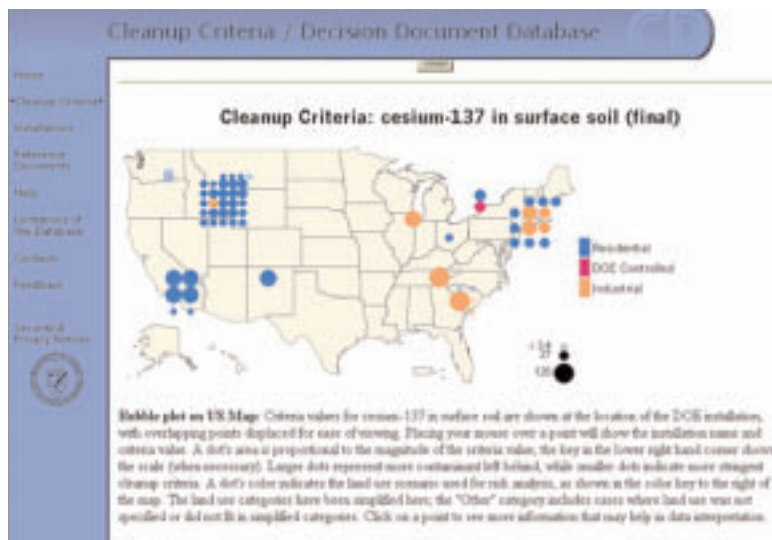 Cleanup Criteria / Decision Document Database
Home
Cleanup Criteria
Installations
Reference
Documents
Help
Limitations of
the Database
Contacts
Feedback
Security &
Privacy Notices
Cleanup Criteria: cesium-137 in surface soil (final)
Residential
DOE Controlled
Industrial
Bubble plot on US Map: Criteria values for cesium-137 in surface soil are shown at the location of the DOE installation,
with overlapping points displaced for ease of viewing. Placing your mouse over a point will show the installation name and
criteria value. A dot's area is proportional to the magnitude of the criteria value; the key in the lower right hand corner shows
the scale (when necessary). Larger dots represent more contaminant left behind, while smaller dots indicate more stringent
cleanup criteria. A dot's color indicates the land use scenario used for risk analysis, as shown in the color key to the right of
the map. The land use categories have been simplified here; the "Other" category includes cases where land use was not
specified or did not fit in simplified categories. Click on a point to see more information that may help in data interpretation.